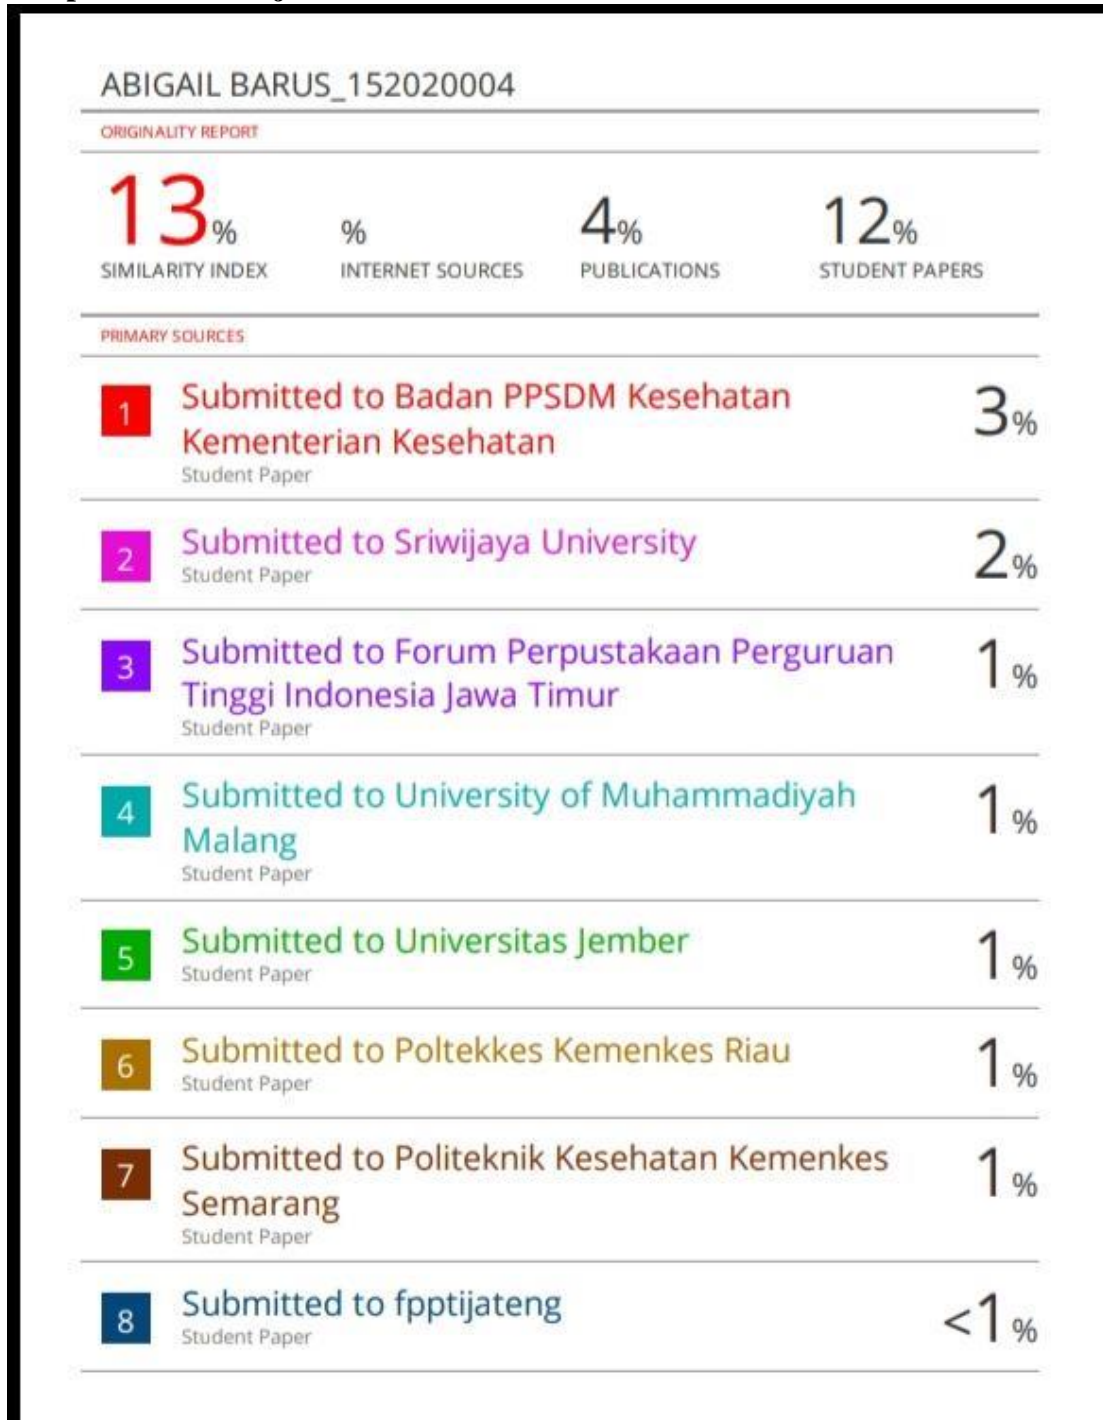 ABIGAIL BARUS_152020004
ORIGINALITY REPORT
13% % 4% 12%
SIMILARITY INDEX INTERNET SOURCES PUBLICATIONS STUDENT PAPERS
PRIMARY SOURCES
1 Submitted to Badan PPSDM Kesehatan 3%
Kementerian Kesehatan
Student Paper
2 Submitted to Sriwijaya University 2%
Student Paper
3 Submitted to Forum Perpustakaan Perguruan 1%
Tinggi Indonesia Jawa Timur
Student Paper
4 Submitted to University of Muhammadiyah 1%
Malang
Student Paper
5 Submitted to Universitas Jember 1%
Student Paper
6 Submitted to Poltekkes Kemenkes Riau 1%
Student Paper
7 Submitted to Politeknik Kesehatan Kemenkes 1%
Semarang
Student Paper
8 Submitted to fpptijateng <1%
Student Paper